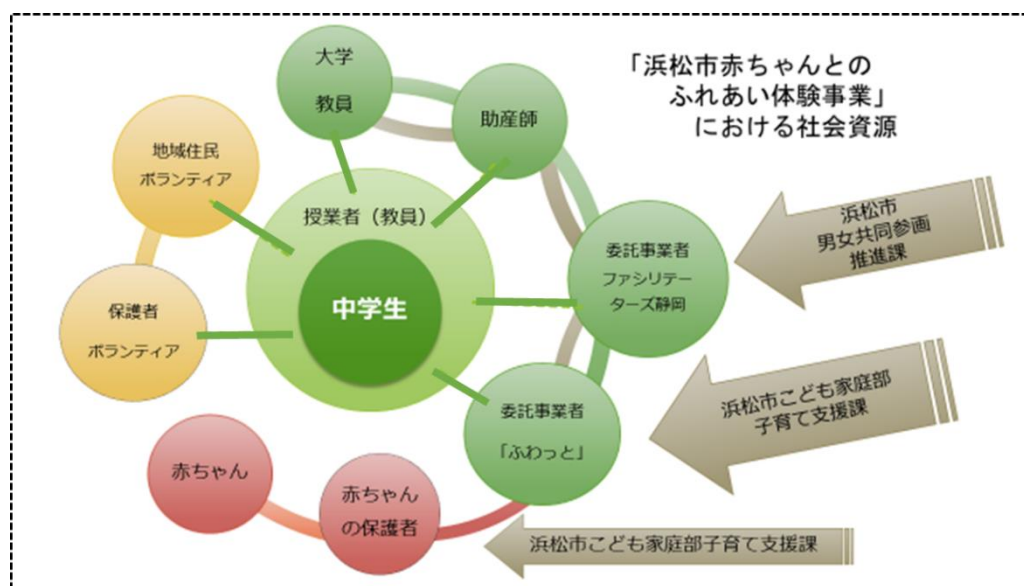 「浜松市赤ちゃんとの
ふれあい体験事業」
における社会資源
大学
教員
助産師
地域住民
ボランティア
授業者（教員）
中学生
保護者
ボランティア
委託事業者
ファシリテー
ターズ静岡
委託事業者
「ふわっと」
赤ちゃん
赤ちゃん
の保護者
浜松市
男女共同参画
推進課
浜松市こども家庭部
子育て支援課
浜松市こども家庭部子育て支援課